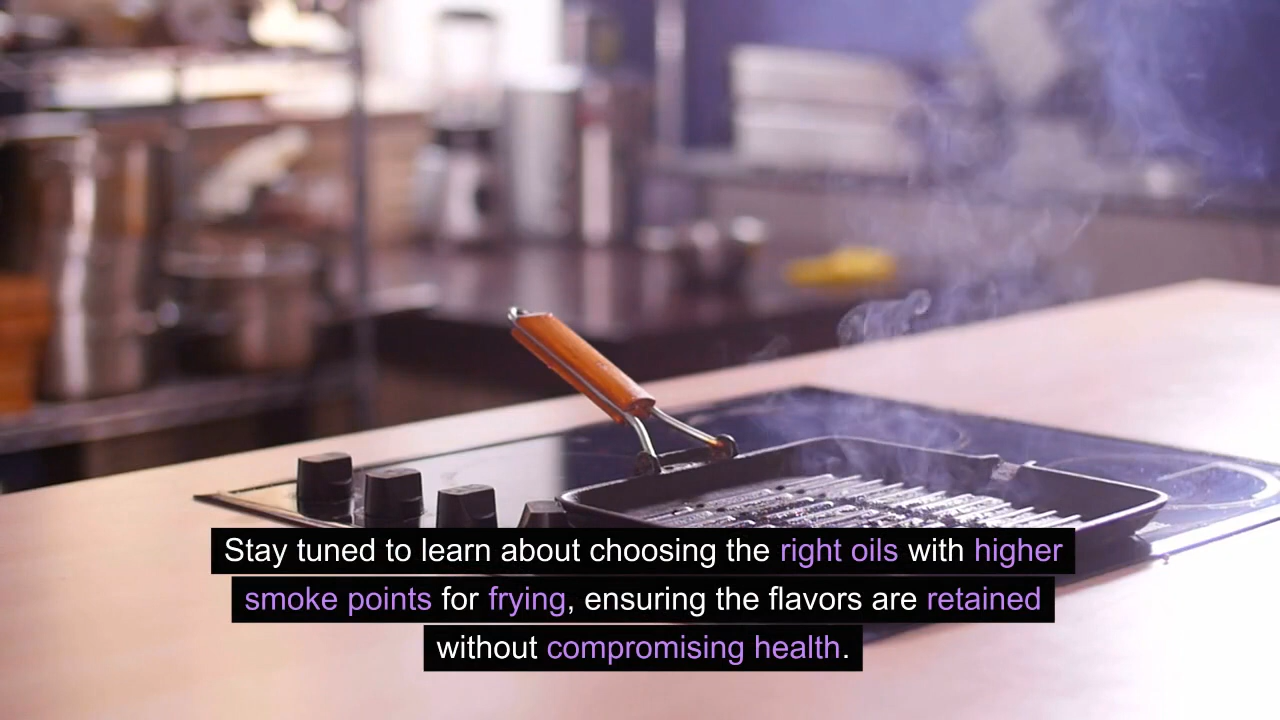 Stay tuned to learn about choosing the right oils with higher
smoke points for frying, ensuring the flavors are retained
without compromising health.